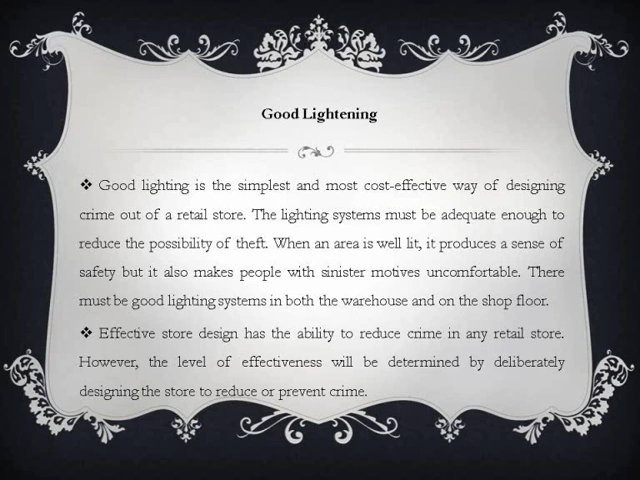 Good Lightening
❖ Good lighting is the simplest and most cost-effective way of designing
crime out of a retail store. The lighting systems must be adequate enough to
reduce the possibility of theft. When an area is well lit, it produces a sense of
safety but it also makes people with sinister motives uncomfortable. There
must be good lighting systems in both the warehouse and on the shop floor.
❖ Effective store design has the ability to reduce crime in any retail store.
However, the level of effectiveness will be determined by deliberately
designing the store to reduce or prevent crime.